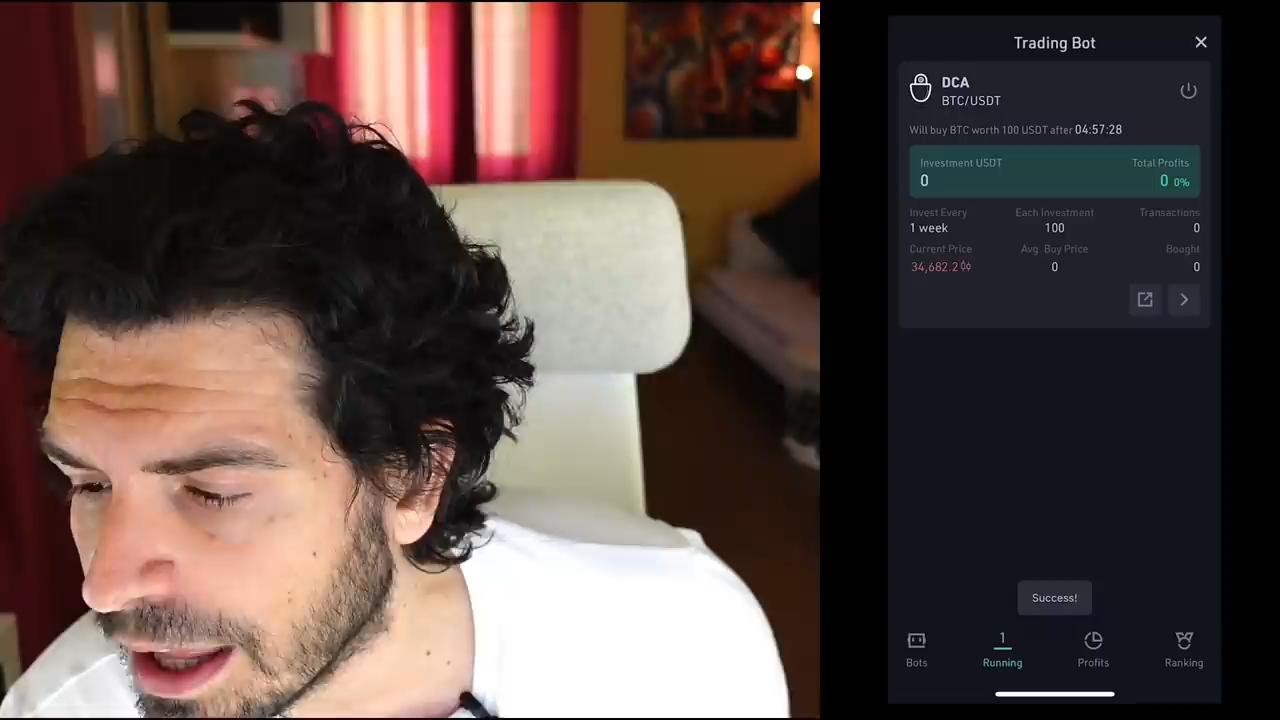 Trading Bot
DCA
BTC/USDT
Will buy BTC worth 100 USDT after 04:57:28
Investment USDT
Total Profits
0
0 0%
Invest Every
Each Investment
Transactions
1 week
100
0
Current Price
Avg. Buy Price
Bought
34,682.2
0
0
Success!
1
Bots
Running
Profits
Ranking